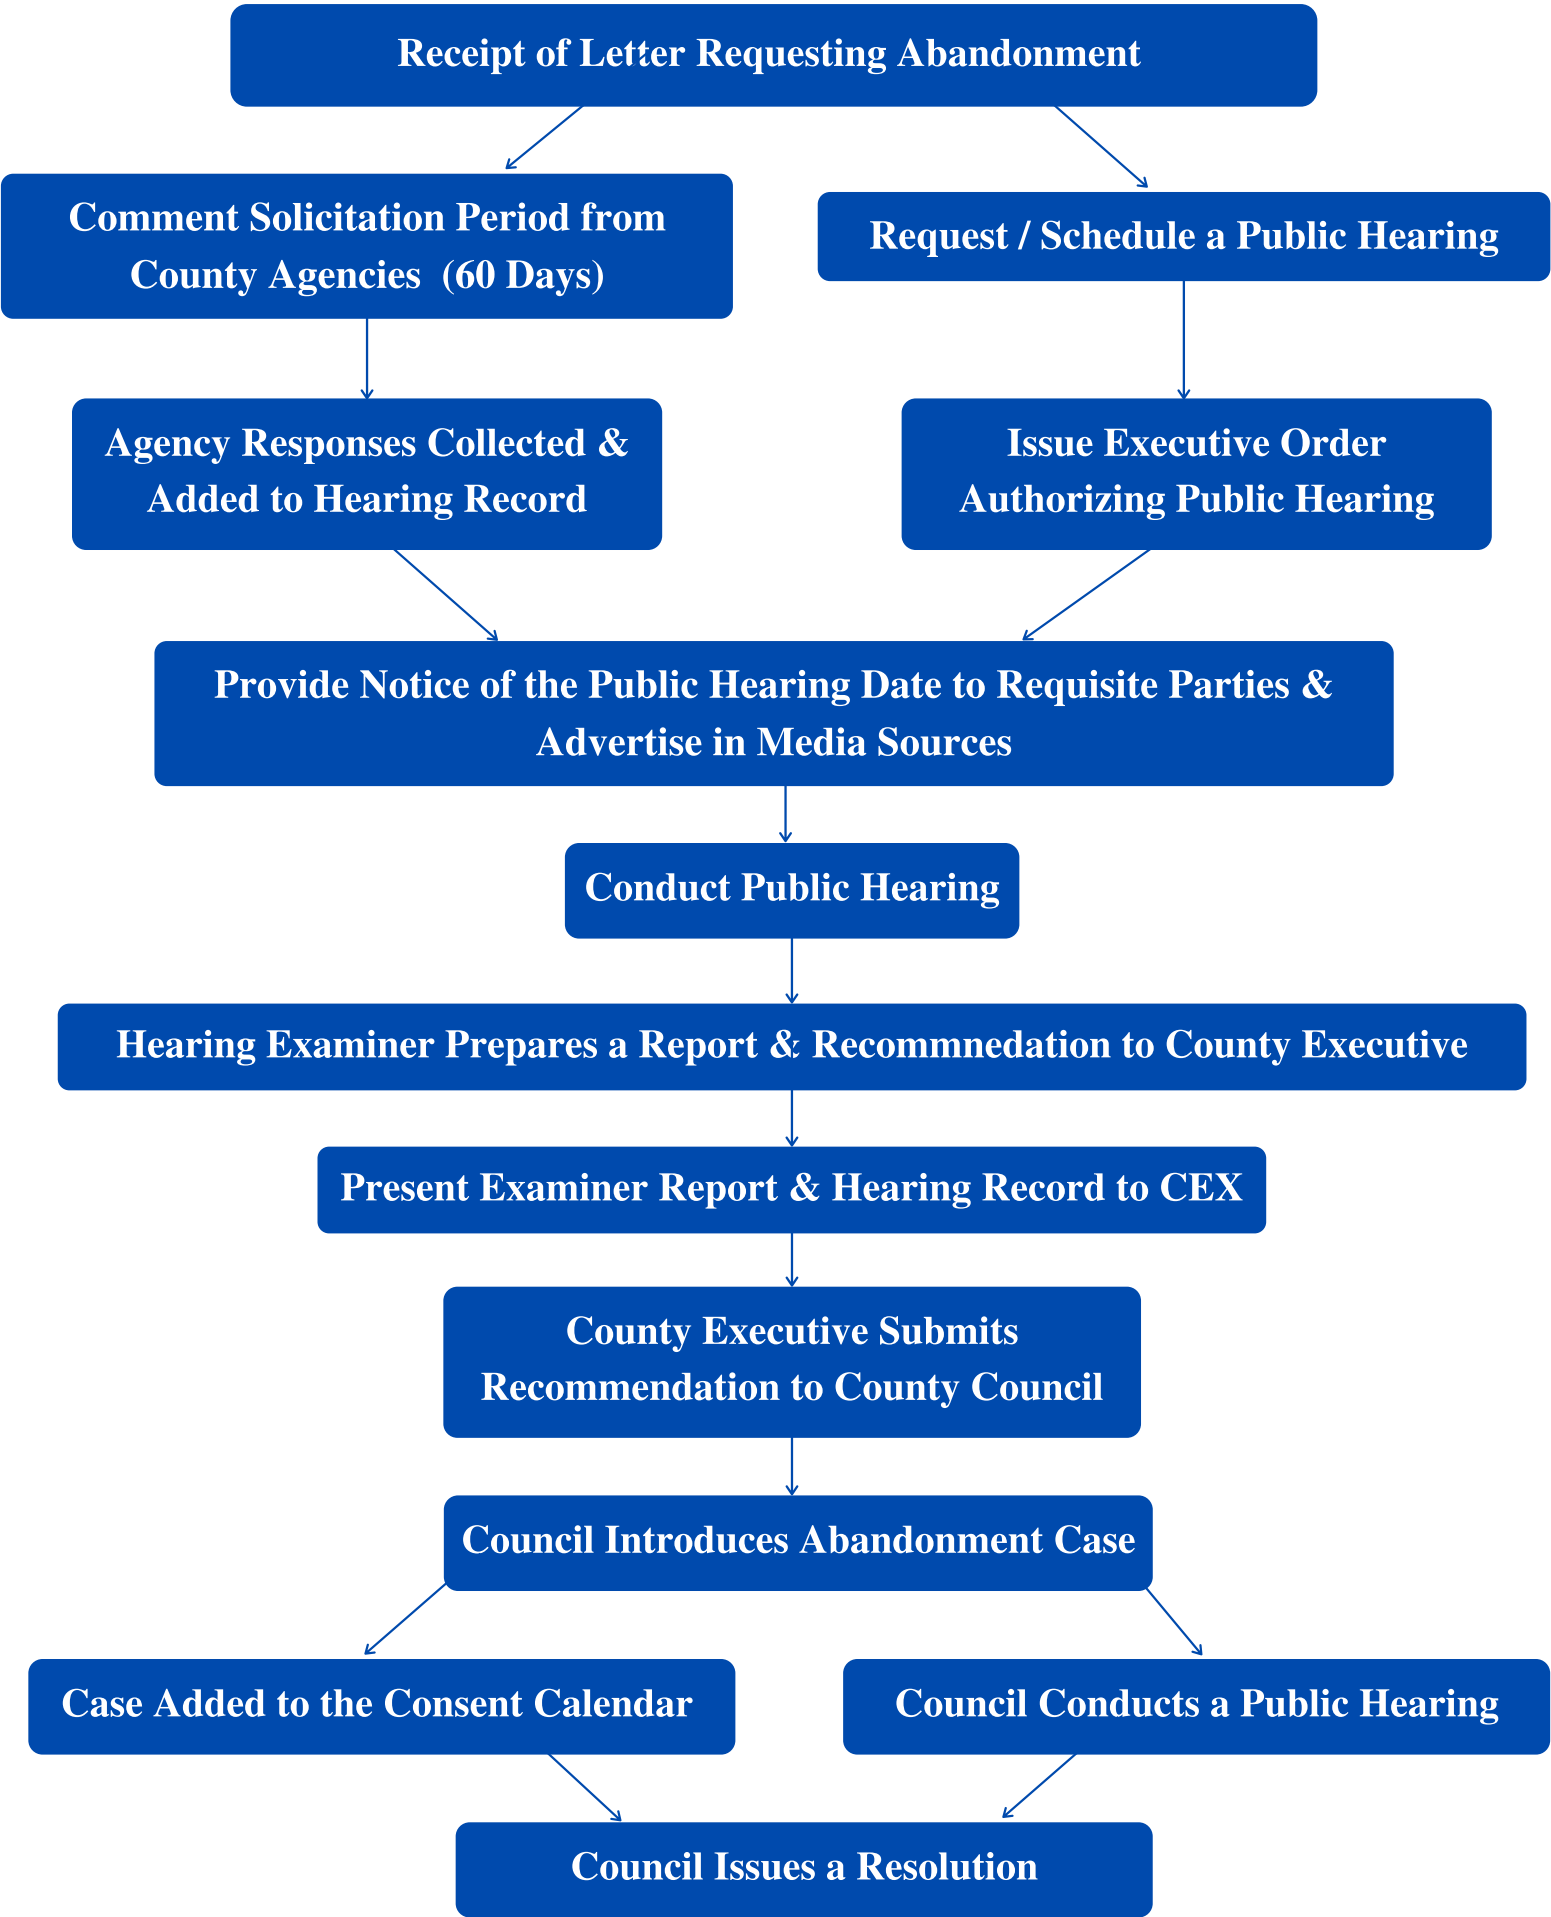 Receipt of Letter Requesting Abandonment
Comment Solicitation Period from
County Agencies  (60 Days)
Request / Schedule a Public Hearing
Agency Responses Collected &
Added to Hearing Record
Issue Executive Order
Authorizing Public Hearing
Provide Notice of the Public Hearing Date to Requisite Parties &
Advertise in Media Sources
Conduct Public Hearing
Hearing Examiner Prepares a Report & Recommnedation to County Executive
Present Examiner Report & Hearing Record to CEX
County Executive Submits
Recommendation to County Council
Council Introduces Abandonment Case
Case Added to the Consent Calendar
Council Conducts a Public Hearing
Council Issues a Resolution